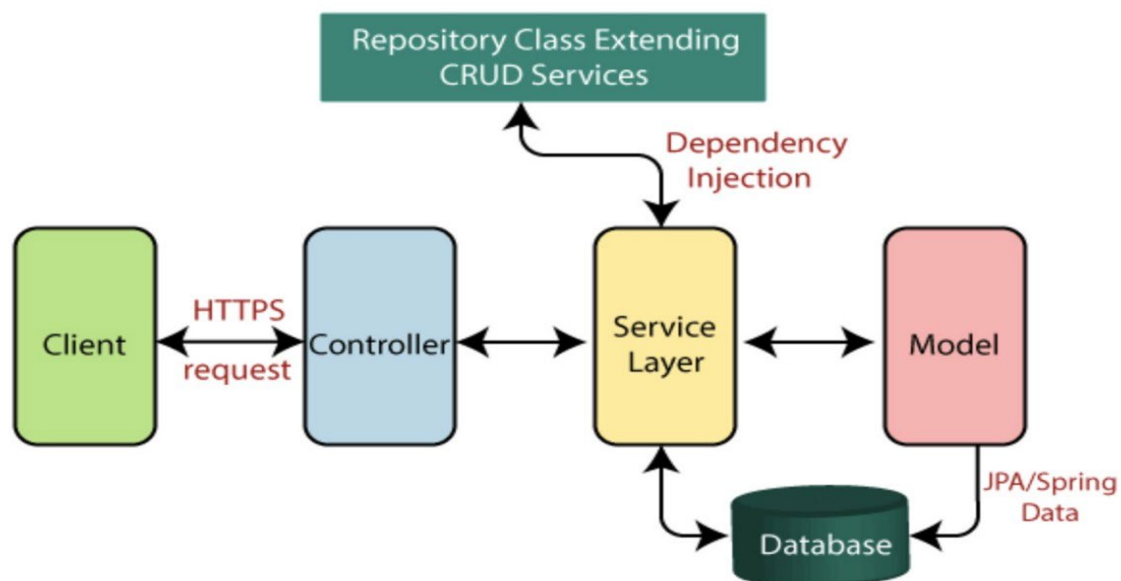 Repository Class Extending
CRUD Services
Dependency
Injection
Client
HTTPS
request
Controller
Service
Layer
Model
JPA/Spring
Data
Database